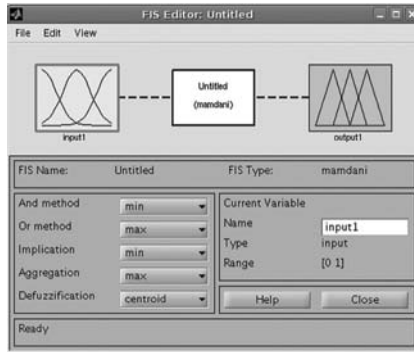 FIS Editor: Untitled
File Edit View
Untitled
(mamdani)
input1
output1
FIS Name: Untitled FIS Type: mamdani
And method min
Or method max
Implication min
Aggregation max
Defuzzification centroid
Current Variable
Name input1
Type input
Range [0 1]
Help Close
Ready